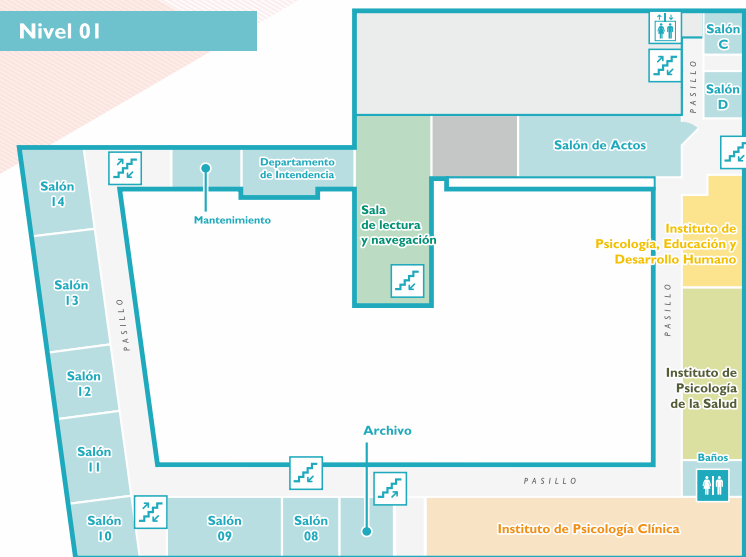 Nivel 01
Salón
C
PASILLO
Salón
D
Salón de Actos
Departamento
de Intendencia
Salón
14
Mantenimiento
Sala
de lectura
y navegación
Instituto de
Psicología, Educación y
Desarrollo Humano
Salón
13
PASILLO
PASILLO
Salón
12
Instituto de
Psicología
de la Salud
Archivo
Salón
11
Baños
PASILLO
Salón
10
Salón
09
Salón
08
Instituto de Psicología Clínica